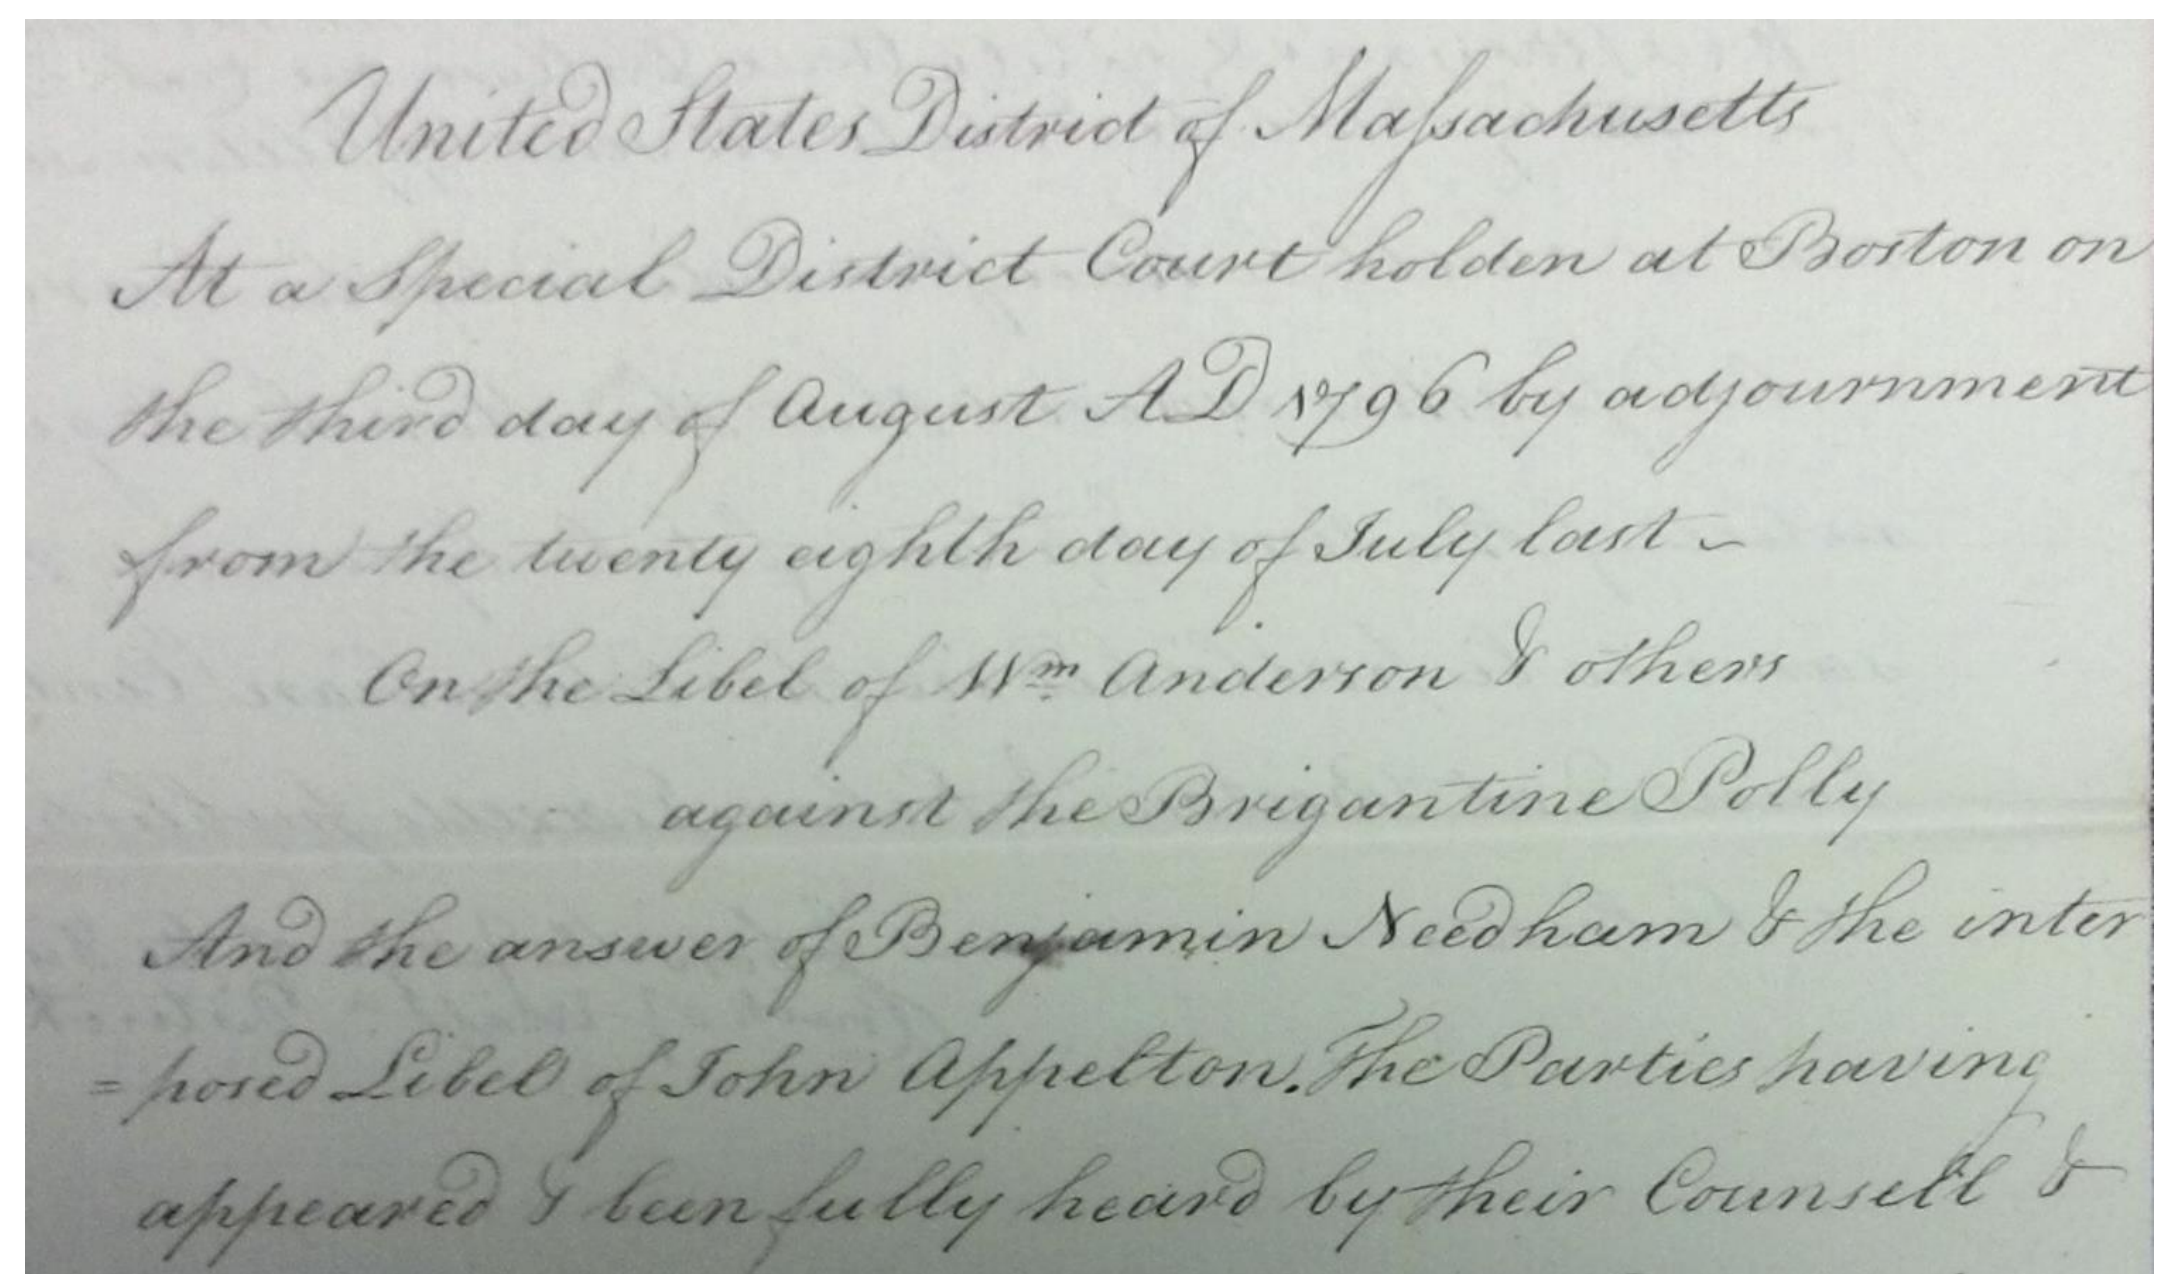 United States District of Maſsachusetts
At a Special District Court holden at Boston on
the third day of August AD 1796 by adjournment
from the twenty eighth day of July last ~
On the Libel of Wm Anderson & others
against the Brigantine Polly
And the answer of Benjamin Needham & the inter
=posed Libel of John Appelton. The Parties having
appeared & been fully heard by their Counsell &